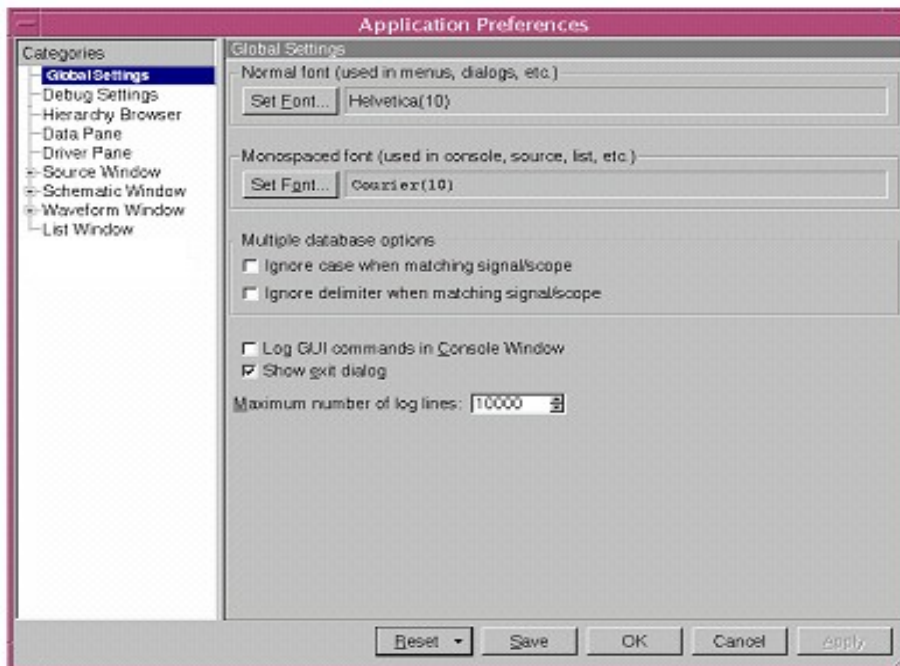 Application Preferences
Categories
Global Settings
Debug Settings
Hierarchy Browser
Data Pane
Driver Pane
Source Window
Schematic Window
Waveform Window
List Window
Global Settings
Normal font (used in menus, dialogs, etc.)
Set Font... Helvetica(10)
Monospaced font (used in console, source, list, etc.)
Set Font... Courier(10)
Multiple database options
Ignore case when matching signal/scope
Ignore delimiter when matching signal/scope
Log GUI commands in Console Window
Show exit dialog
Maximum number of log lines: 10000
Reset Save OK Cancel Apply